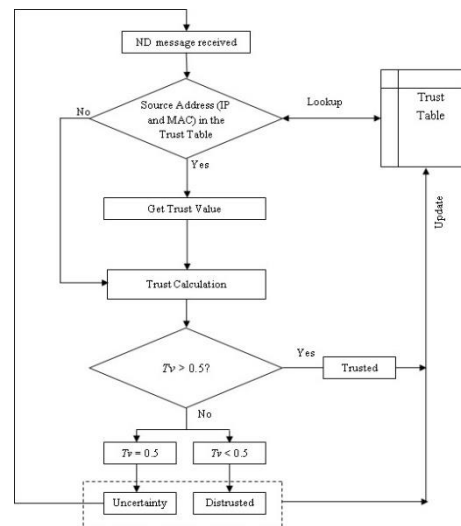 ND message received
No
Source Address (IP
and MAC) in the
Trust Table
Lookup
Trust
Table
Yes
Get Trust Value
Update
Trust Calculation
Tv > 0.5?
Yes
Trusted
No
Tv = 0.5
Tv < 0.5
Uncertainty
Distrusted